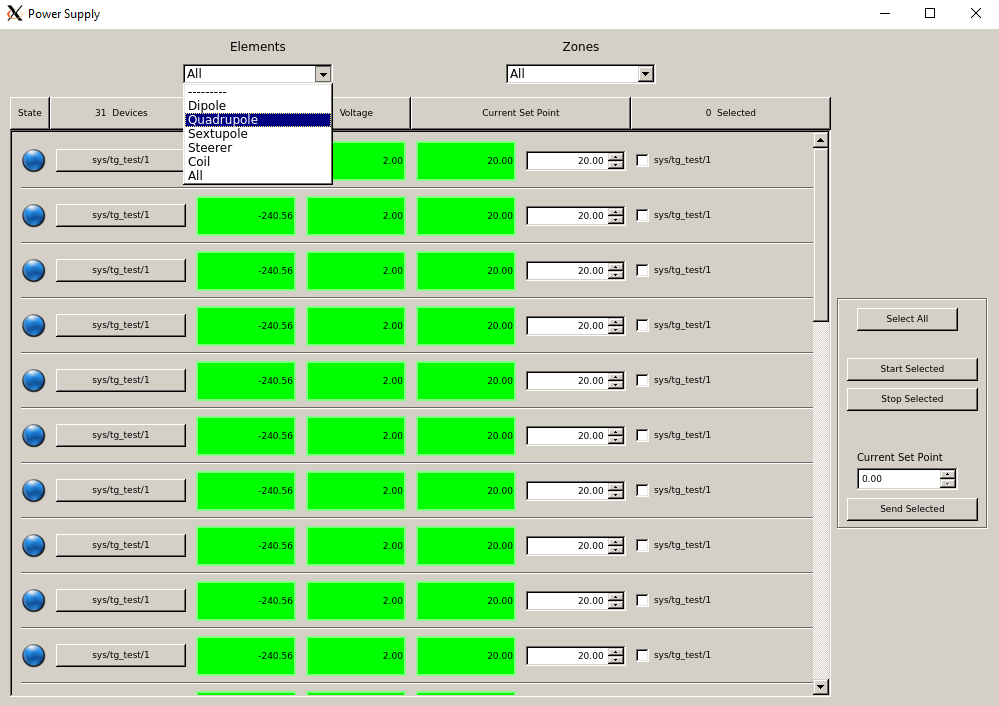 Power Supply
Elements Zones
All All
---------
Dipole
Quadrupole
Sextupole
Steerer
Coil
All
State 31 Devices Voltage Current Set Point 0 Selected
sys/tg_test/1 2.00 20.00 20.00 sys/tg_test/1
sys/tg_test/1 -240.56 2.00 20.00 20.00 sys/tg_test/1
sys/tg_test/1 -240.56 2.00 20.00 20.00 sys/tg_test/1
sys/tg_test/1 -240.56 2.00 20.00 20.00 sys/tg_test/1
sys/tg_test/1 -240.56 2.00 20.00 20.00 sys/tg_test/1
sys/tg_test/1 -240.56 2.00 20.00 20.00 sys/tg_test/1
sys/tg_test/1 -240.56 2.00 20.00 20.00 sys/tg_test/1
sys/tg_test/1 -240.56 2.00 20.00 20.00 sys/tg_test/1
sys/tg_test/1 -240.56 2.00 20.00 20.00 sys/tg_test/1
sys/tg_test/1 -240.56 2.00 20.00 20.00 sys/tg_test/1
Select All
Start Selected
Stop Selected
Current Set Point
0.00
Send Selected